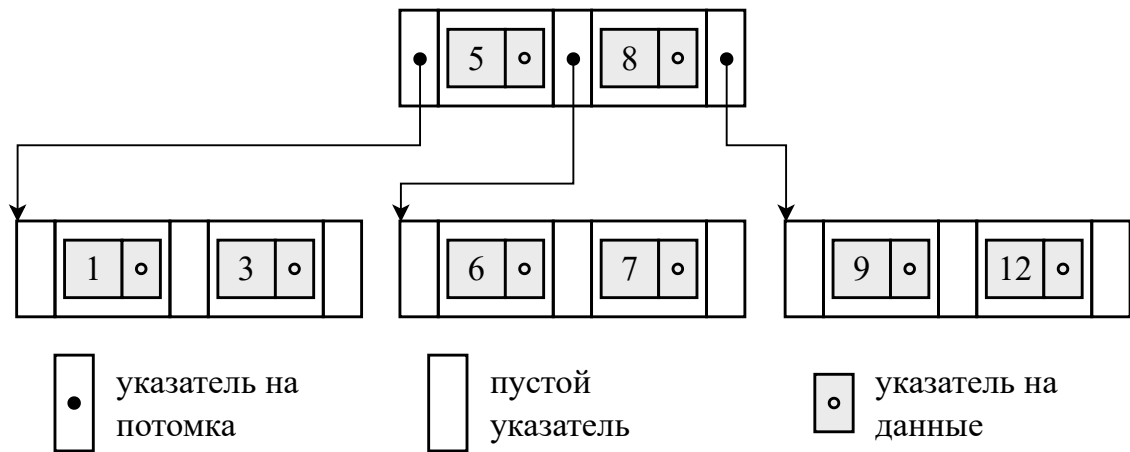 5 8
1 3 6 7 9 12
указатель на
потомка
пустой
указатель
указатель на
данные